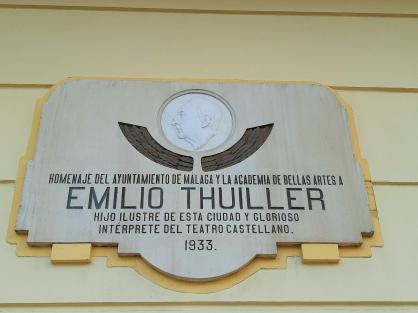 HOMENAJE DEL AYUNTAMIENTO DE MALAGA Y LA ACADEMIA DE BELLAS ARTES A
EMILIO THUILLER
HIJO ILUSTRE DE ESTA CIUDAD Y GLORIOSO
INTÉRPRETE DEL TEATRO CASTELLANO.
1933.